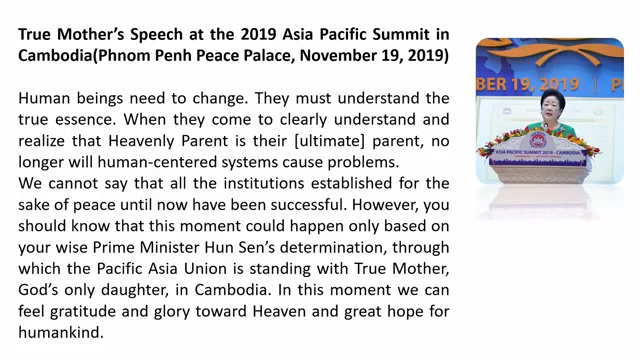 True Mother's Speech at the 2019 Asia Pacific Summit in
Cambodia(Phnom Penh Peace Palace, November 19, 2019)
Human beings need to change. They must understand the
true essence. When they come to clearly understand and
realize that Heavenly Parent is their [ultimate] parent, no
longer will human-centered systems cause problems.
We cannot say that all the institutions established for the
sake of peace until now have been successful. However, you
should know that this moment could happen only based on
your wise Prime Minister Hun Sen's determination, through
which the Pacific Asia Union is standing with True Mother,
God's only daughter, in Cambodia. In this moment we can
feel gratitude and glory toward Heaven and great hope for
humankind.
BER 19, 2019
ASIA PACIFIC SUMMIT 2019 - CAMBODIA